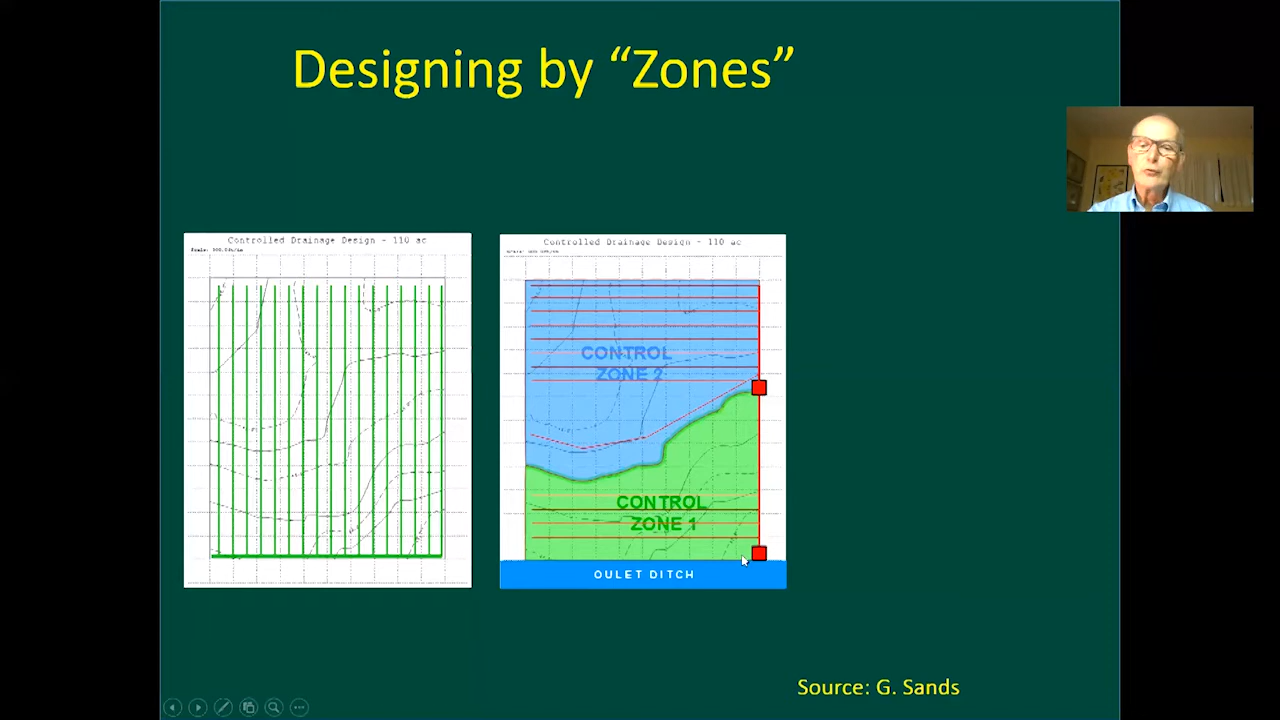 Designing by “Zones”
Controlled Drainage Design - 110 ac
Controlled Drainage Design - 110 ac
CONTROL
ZONE 2
CONTROL
ZONE 1
OULET DITCH
Source: G. Sands